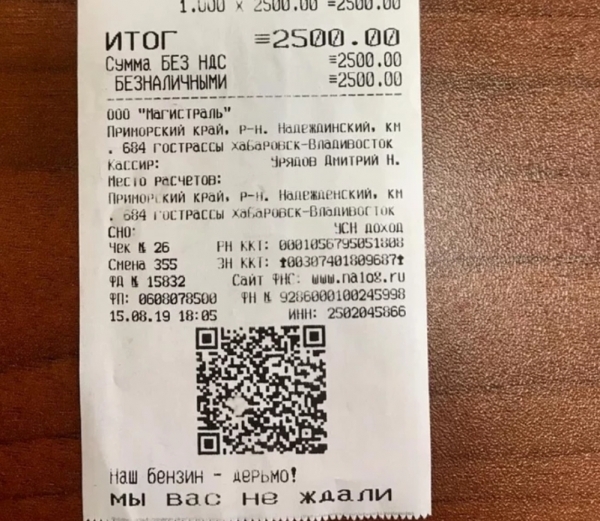 1.000 x 2500.00 =2500.00
ИТОГ =2500.00
Сумма БЕЗ НДС =2500.00
БЕЗНАЛИЧНЫМИ =2500.00
ООО "Магистраль"
Приморский край, р-н. Надеждинский, км
. 684 гострассы Хабаровск-Владивосток
Кассир: Урядов Дмитрий Н.
Место расчетов:
Приморский край, р-н. Надежденский, км
. 684 гострассы Хабаровск-Владивосток
СНО: УСН доход
Чек № 26 РН ККТ: 0001056795051808
Смена 355 ЗН ККТ: ↑00307401809687↑
ФД № 15832 Сайт ФНС: www.nalog.ru
ФП: 0608078500 ФН № 9286000100245998
15.08.19 18:05 ИНН: 2502045866
Наш бензин - дерьмо!
мы вас не ждали